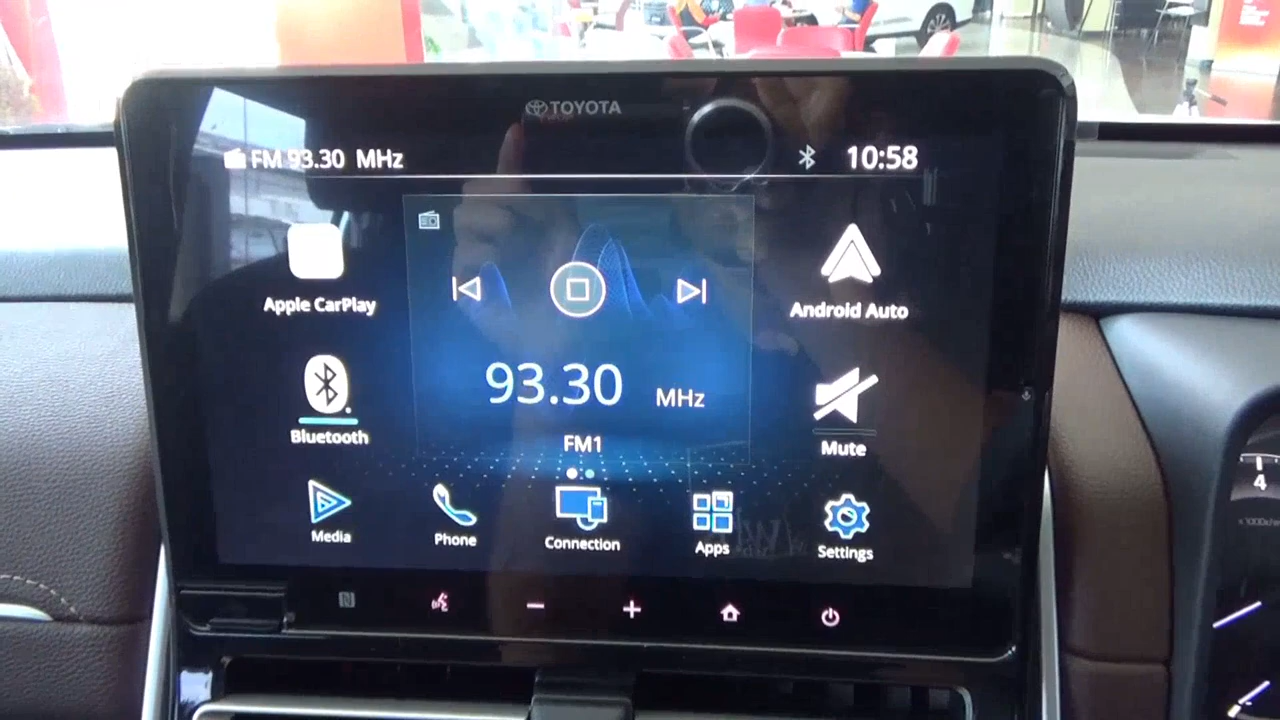 TOYOTA
FM 93.30 MHz
10:58
Apple CarPlay
Android Auto
93.30 MHz
FM1
Bluetooth
Mute
Media
Phone
Connection
Apps
Settings
4